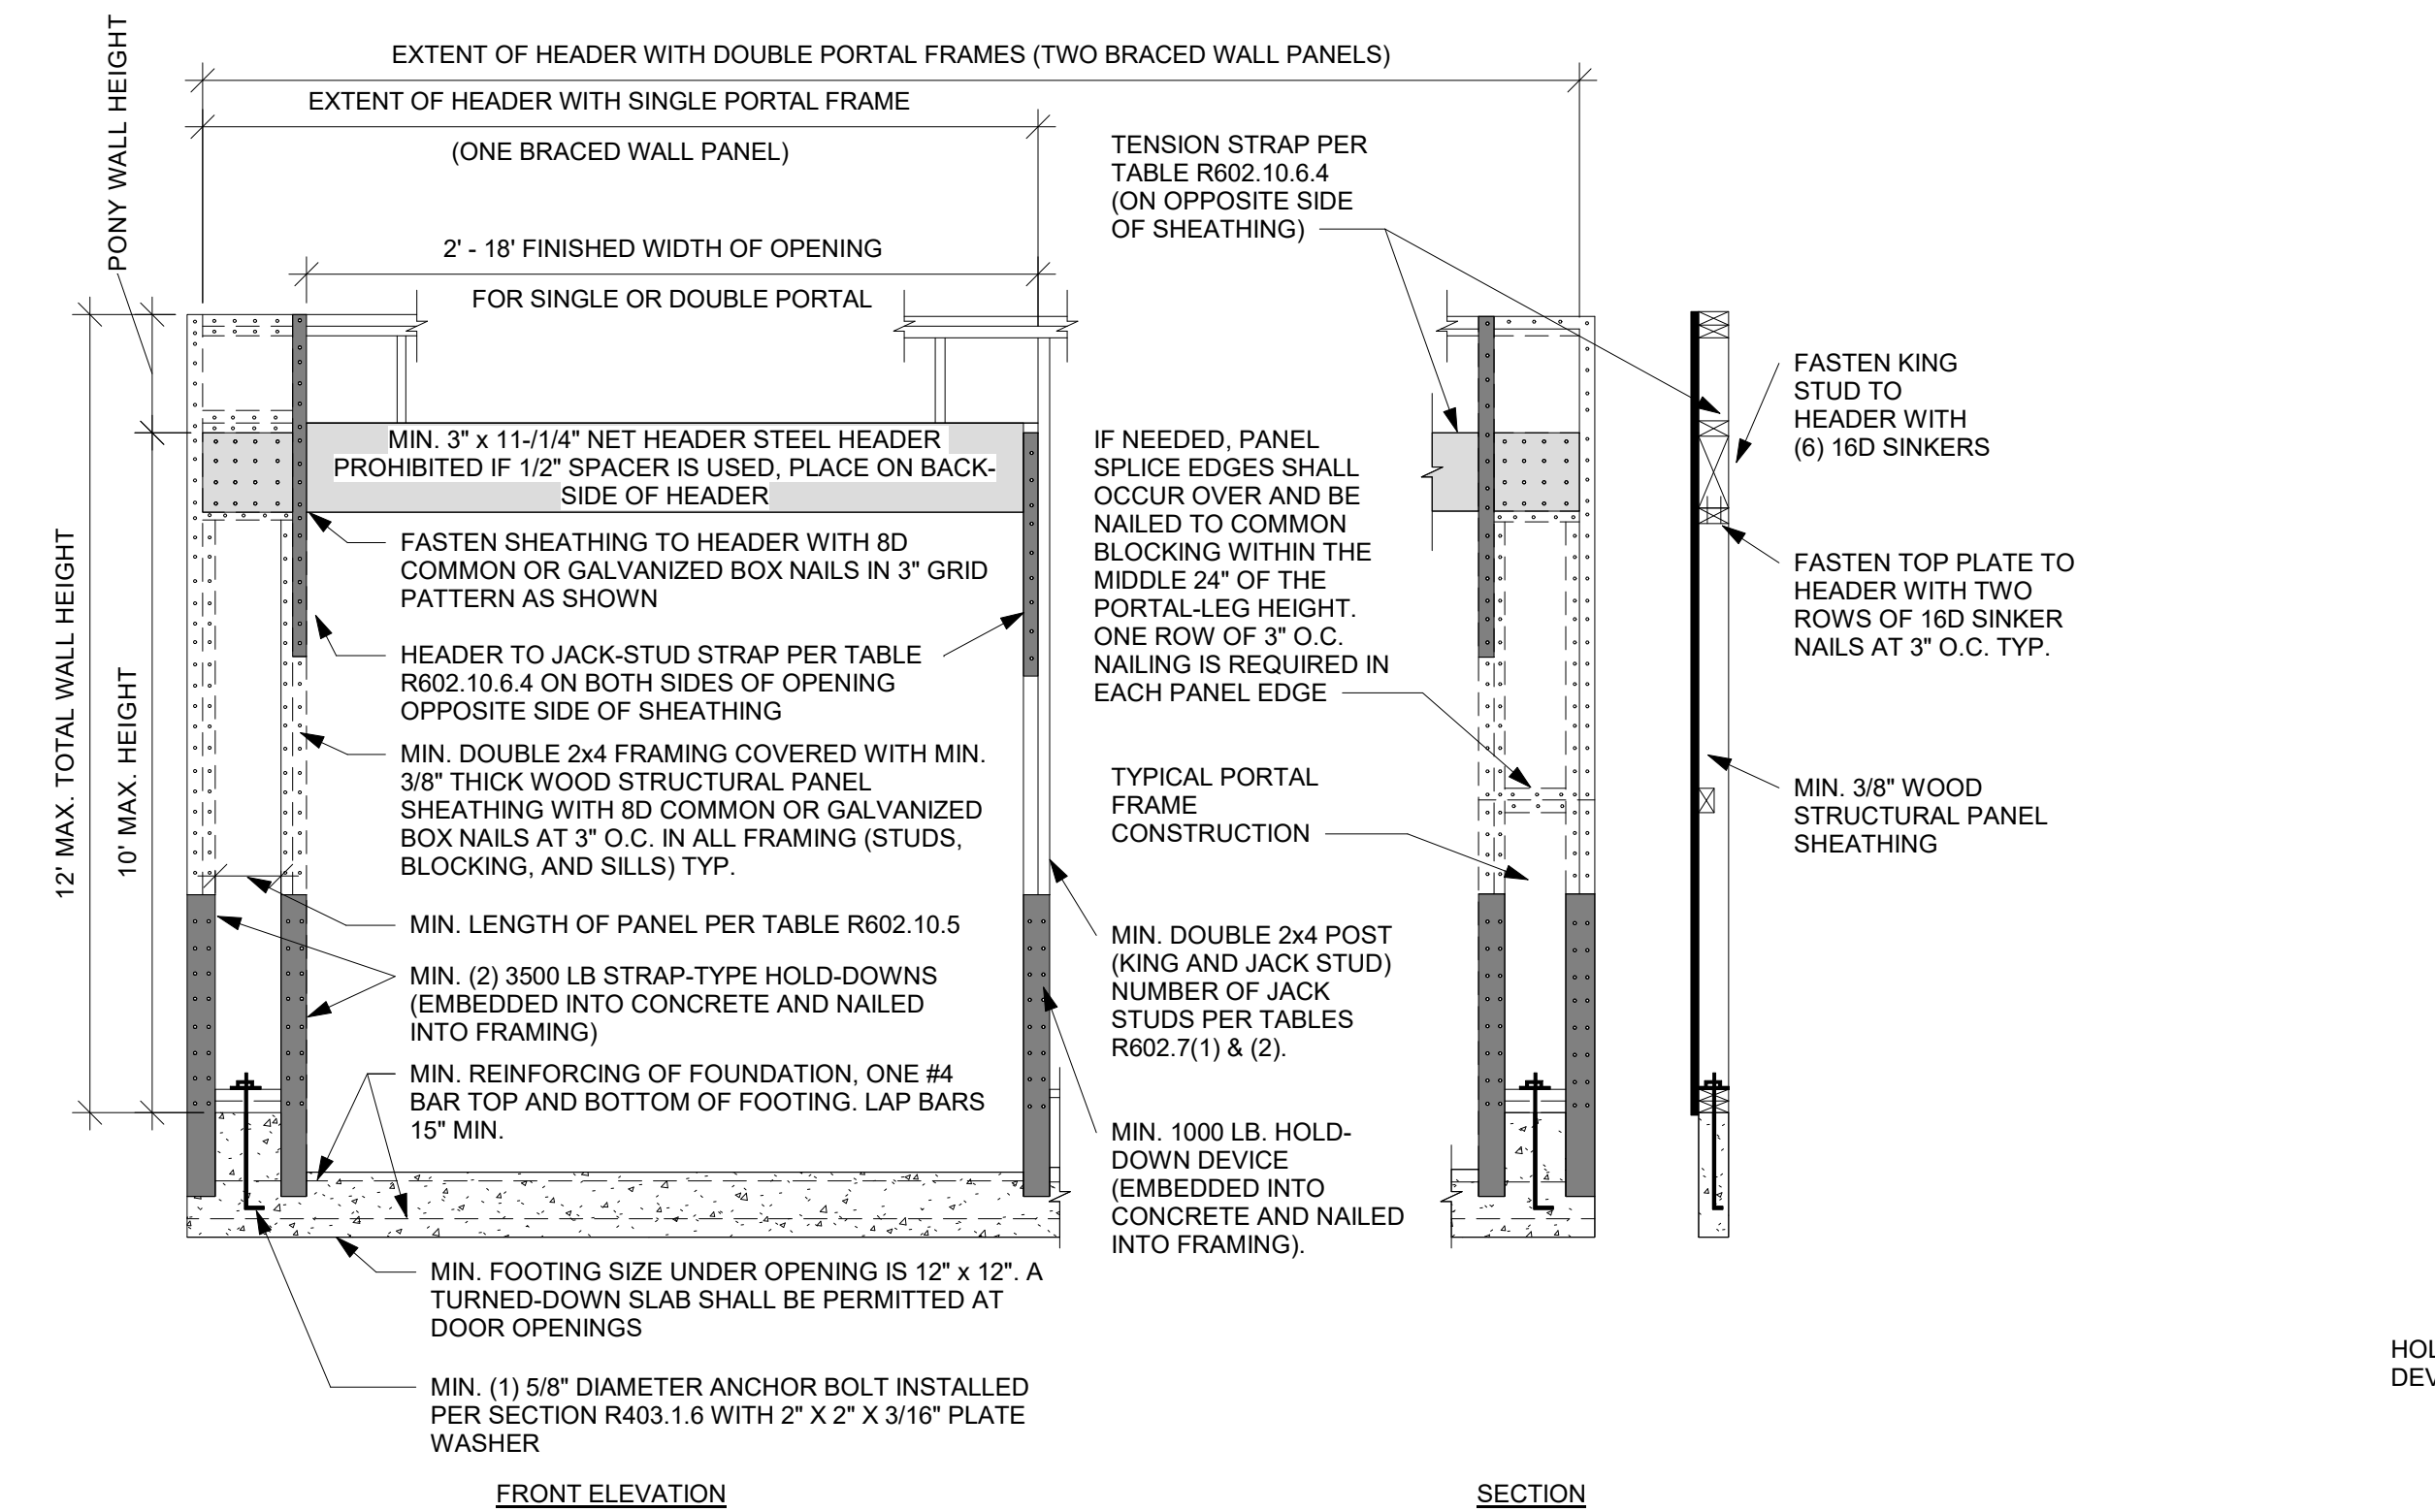 EXTENT OF HEADER WITH DOUBLE PORTAL FRAMES (TWO BRACED WALL PANELS)
EXTENT OF HEADER WITH SINGLE PORTAL FRAME
(ONE BRACED WALL PANEL)
2' - 18' FINISHED WIDTH OF OPENING
FOR SINGLE OR DOUBLE PORTAL
PONY WALL HEIGHT
12' MAX. TOTAL WALL HEIGHT
10' MAX. HEIGHT
MIN. 3" x 11-/1/4" NET HEADER STEEL HEADER
PROHIBITED IF 1/2" SPACER IS USED, PLACE ON BACK-
SIDE OF HEADER
FASTEN SHEATHING TO HEADER WITH 8D
COMMON OR GALVANIZED BOX NAILS IN 3" GRID
PATTERN AS SHOWN
HEADER TO JACK-STUD STRAP PER TABLE
R602.10.6.4 ON BOTH SIDES OF OPENING
OPPOSITE SIDE OF SHEATHING
MIN. DOUBLE 2x4 FRAMING COVERED WITH MIN.
3/8" THICK WOOD STRUCTURAL PANEL
SHEATHING WITH 8D COMMON OR GALVANIZED
BOX NAILS AT 3" O.C. IN ALL FRAMING (STUDS,
BLOCKING, AND SILLS) TYP.
MIN. LENGTH OF PANEL PER TABLE R602.10.5
MIN. (2) 3500 LB STRAP-TYPE HOLD-DOWNS
(EMBEDDED INTO CONCRETE AND NAILED
INTO FRAMING)
MIN. REINFORCING OF FOUNDATION, ONE #4
BAR TOP AND BOTTOM OF FOOTING. LAP BARS
15" MIN.
MIN. FOOTING SIZE UNDER OPENING IS 12" x 12". A
TURNED-DOWN SLAB SHALL BE PERMITTED AT
DOOR OPENINGS
MIN. (1) 5/8" DIAMETER ANCHOR BOLT INSTALLED
PER SECTION R403.1.6 WITH 2" X 2" X 3/16" PLATE
WASHER
FRONT ELEVATION
TENSION STRAP PER
TABLE R602.10.6.4
(ON OPPOSITE SIDE
OF SHEATHING)
IF NEEDED, PANEL
SPLICE EDGES SHALL
OCCUR OVER AND BE
NAILED TO COMMON
BLOCKING WITHIN THE
MIDDLE 24" OF THE
PORTAL-LEG HEIGHT.
ONE ROW OF 3" O.C.
NAILING IS REQUIRED IN
EACH PANEL EDGE
TYPICAL PORTAL
FRAME
CONSTRUCTION
MIN. DOUBLE 2x4 POST
(KING AND JACK STUD)
NUMBER OF JACK
STUDS PER TABLES
R602.7(1) & (2).
MIN. 1000 LB. HOLD-
DOWN DEVICE
(EMBEDDED INTO
CONCRETE AND NAILED
INTO FRAMING).
FASTEN KING
STUD TO
HEADER WITH
(6) 16D SINKERS
FASTEN TOP PLATE TO
HEADER WITH TWO
ROWS OF 16D SINKER
NAILS AT 3" O.C. TYP.
MIN. 3/8" WOOD
STRUCTURAL PANEL
SHEATHING
SECTION